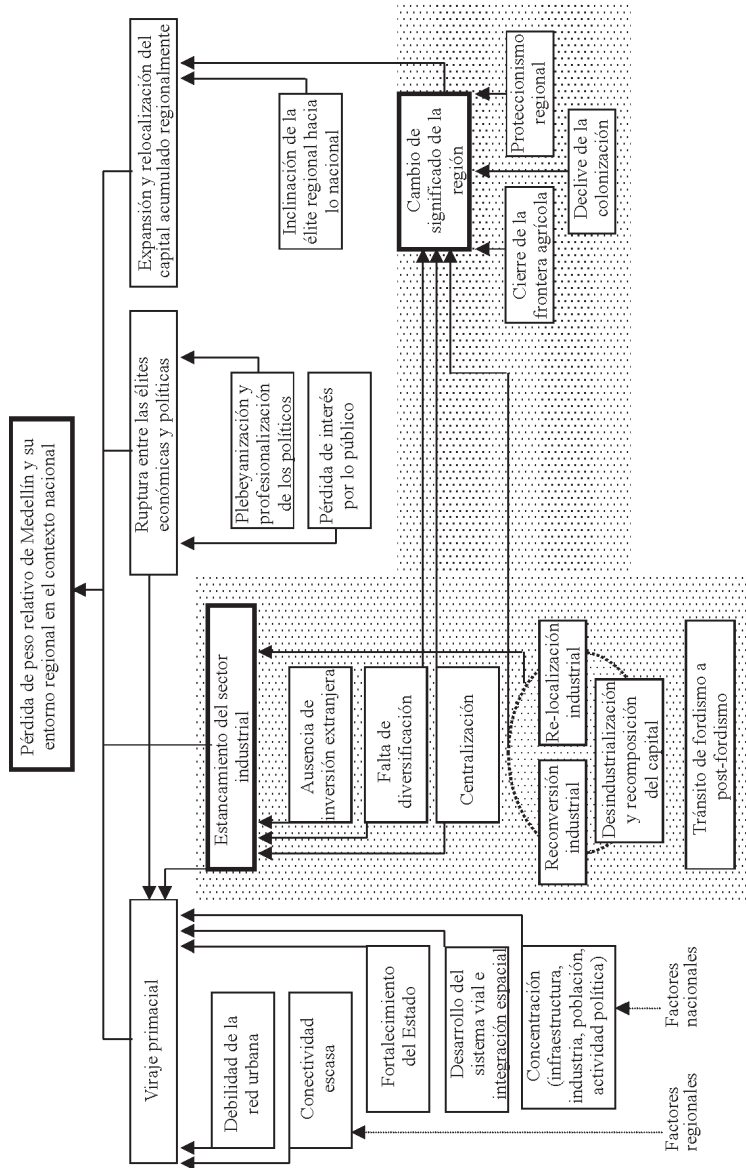 Pérdida de peso relativo de Medellín y su
entorno regional en el contexto nacional
Viraje primacial
Debilidad de la
red urbana
Conectividad
escasa
Fortalecimiento
del Estado
Desarrollo del
sistema vial e
integración espacial
Concentración
(infraestructura,
industria, población,
actividad política)
Factores
regionales
Factores
nacionales
Estancamiento del sector
industrial
Ausencia de
inversión extranjera
Falta de
diversificación
Centralización
Reconversión
industrial
Re-localización
industrial
Desindustrialización
y recomposición
del capital
Tránsito de fordismo a
post-fordismo
Ruptura entre las élites
económicas y políticas
Plebeyanización y
profesionalización
de los políticos
Pérdida de interés
por lo público
Expansión y relocalización del
capital acumulado regionalmente
Inclinación de la
élite regional hacia
lo nacional
Cambio de
significado de la
región
Cierre de la
frontera agrícola
Declive de la
colonización
Proteccionismo
regional